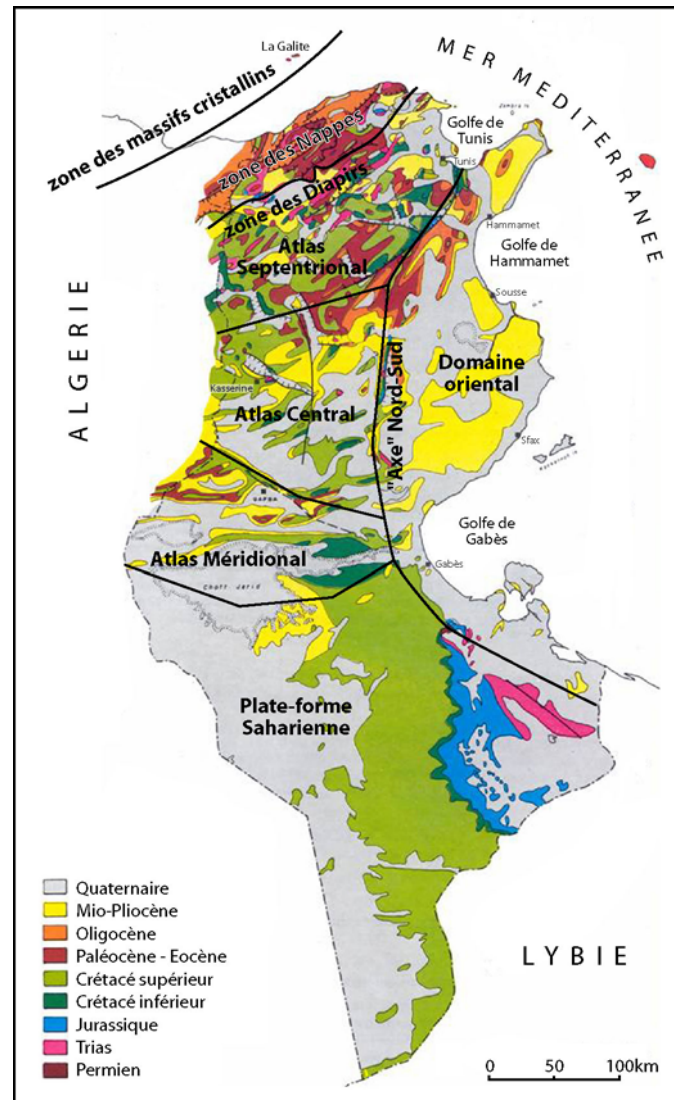 La Galite
MER MEDITERRANEE
zone des massifs cristallins
zone des Nappes
zone des Diapirs
Golfe de
Tunis
Tunis
Atlas
Septentrional
Hammamet
Golfe de
Hammamet
Sousse
ALGERIE
Kasserine
Atlas Central
"Axe" Nord-Sud
Domaine
oriental
Sfax
GAFSA
Golfe de
Gabès
Gabès
Atlas Méridional
Chott Jerid
Plate-forme
Saharienne
LYBIE
Quaternaire
Mio-Pliocène
Oligocène
Paléocène - Eocène
Crétacé supérieur
Crétacé inférieur
Jurassique
Trias
Permien
0 50 100km